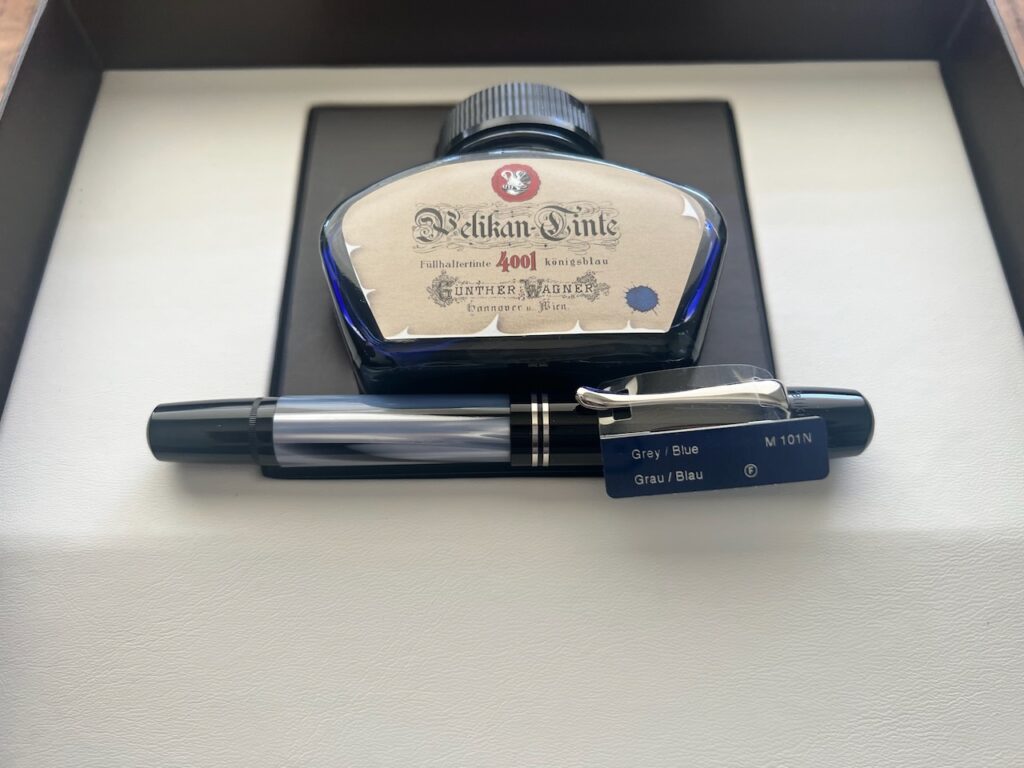 Pelikan-Tinte
Füllhaltertinte 4001 königsblau
GÜNTHER WAGNER
Hannover u. Wien.
Grey / Blue M 101N
Grau / Blau F